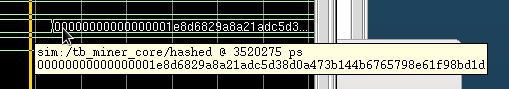 00000000000000001e8d6829a8a21adc5d3...
sim:/tb_miner_core/hashed @ 3520275 ps
00000000000000001e8d6829a8a21adc5d38d0a473b144b6765798e61f98bd1d